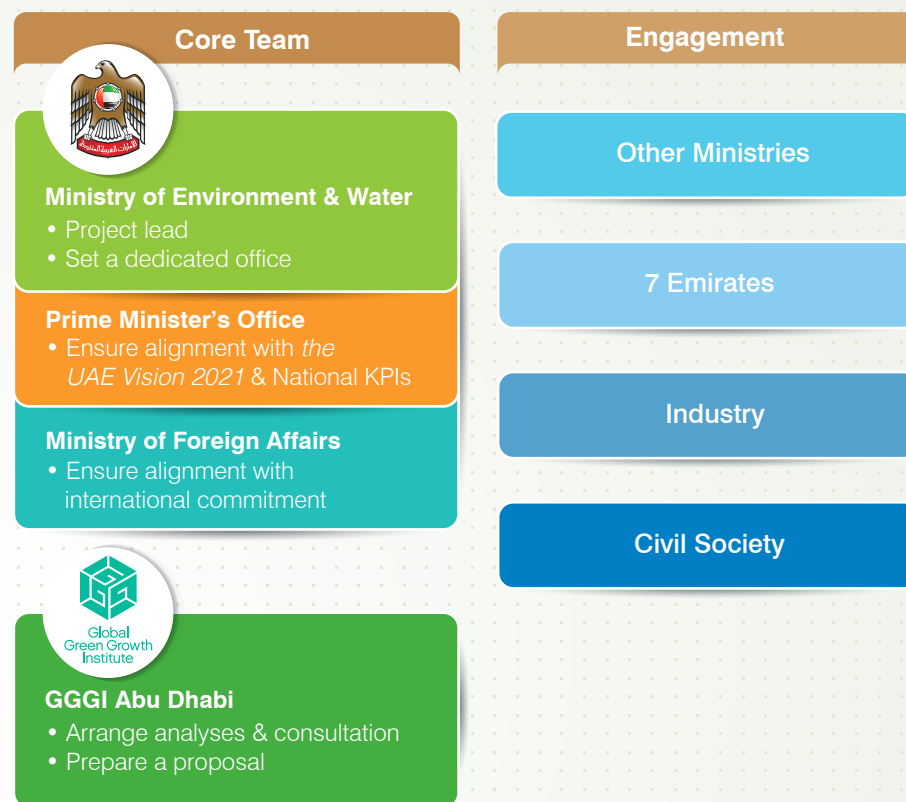 Core Team
Ministry of Environment & Water
• Project lead
• Set a dedicated office
Prime Minister's Office
• Ensure alignment with the
UAE Vision 2021 & National KPIs
Ministry of Foreign Affairs
• Ensure alignment with
international commitment
Global
Green Growth
Institute
GGGI Abu Dhabi
• Arrange analyses & consultation
• Prepare a proposal
Engagement
Other Ministries
7 Emirates
Industry
Civil Society